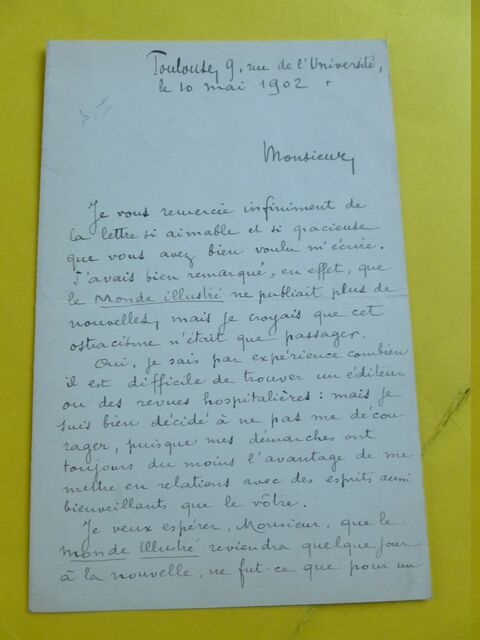 Toulouse, 9, rue de l'Université,
le 10 mai 1902.
Monsieur,
Je vous remercie infiniment de
la lettre si aimable et si gracieuse
que vous avez bien voulu m'écrire.
J'avais bien remarqué, en effet, que
le Monde illustré ne publiait plus de
nouvelles, mais je croyais que cet
ostracisme n'était que passager.
Oui, je sais par expérience combien
il est difficile de trouver un éditeur
ou des revues hospitalières : mais je
suis bien décidé à ne pas me décou-
rager, puisque mes démarches ont
toujours du moins l'avantage de me
mettre en relations avec des esprits aussi
bienveillants que le vôtre.
Je veux espérer, Monsieur, que le
Monde Illustré reviendra quelque jour
à la nouvelle, ne fut-ce que pour un